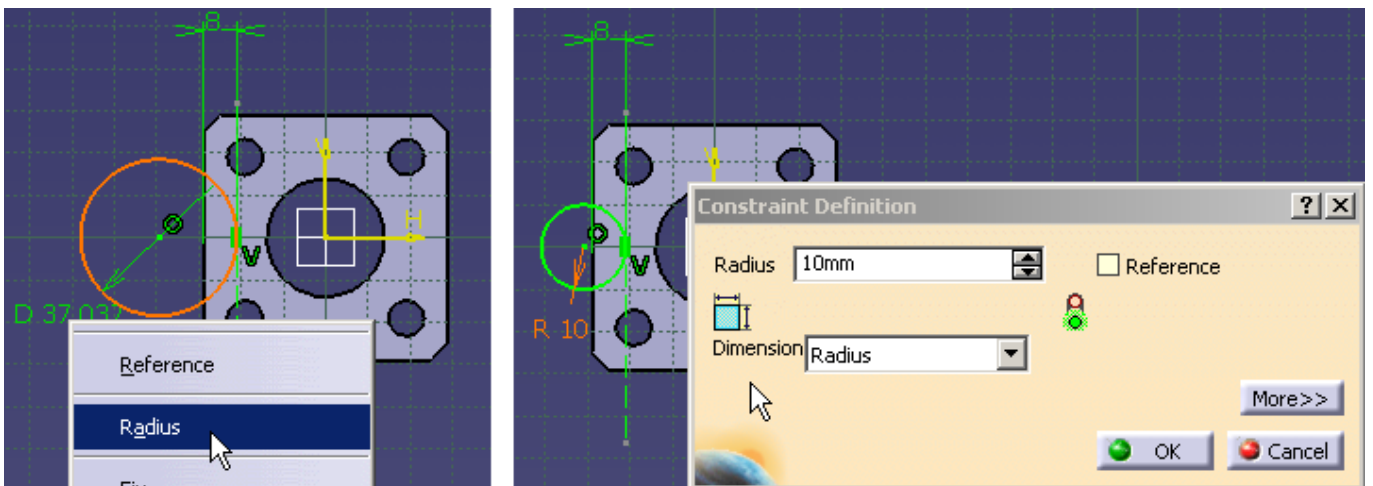 8
V
H
V
D 37.037
Reference
Radius
8
V
V
R 10
Constraint Definition
? X
Radius 10mm
Reference
Dimension Radius
More>>
OK
Cancel